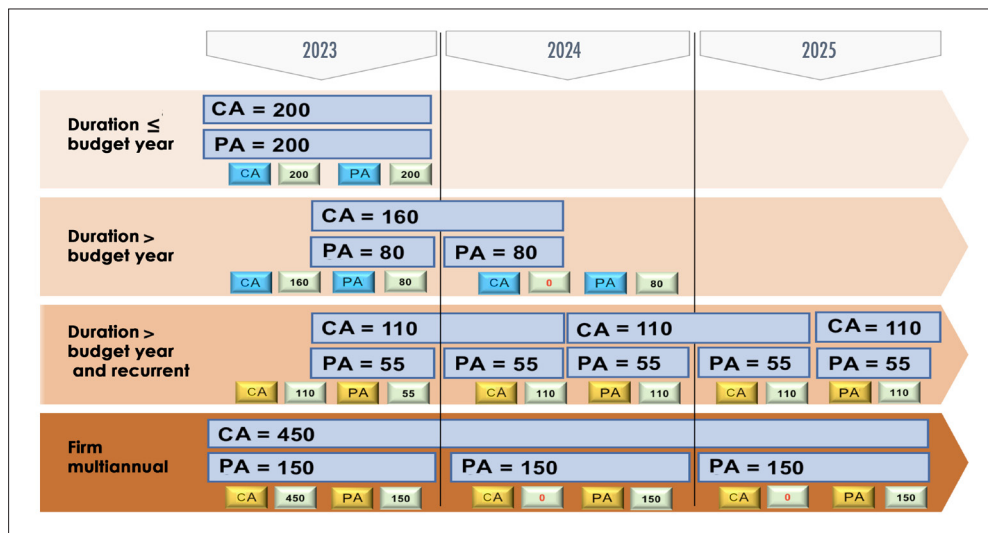 2023 2024 2025
Duration ≤
budget year
CA = 200
PA = 200
CA 200 PA 200
Duration >
budget year
CA = 160
PA = 80 PA = 80
CA 160 PA 80 CA 0 PA 80
Duration >
budget year
and recurrent
CA = 110 CA = 110 CA = 110
PA = 55 PA = 55 PA = 55 PA = 55 PA = 55
CA 110 PA 55 CA 110 PA 110 CA 110 PA 110
Firm
multiannual
CA = 450
PA = 150 PA = 150 PA = 150
CA 450 PA 150 CA 0 PA 150 CA 0 PA 150